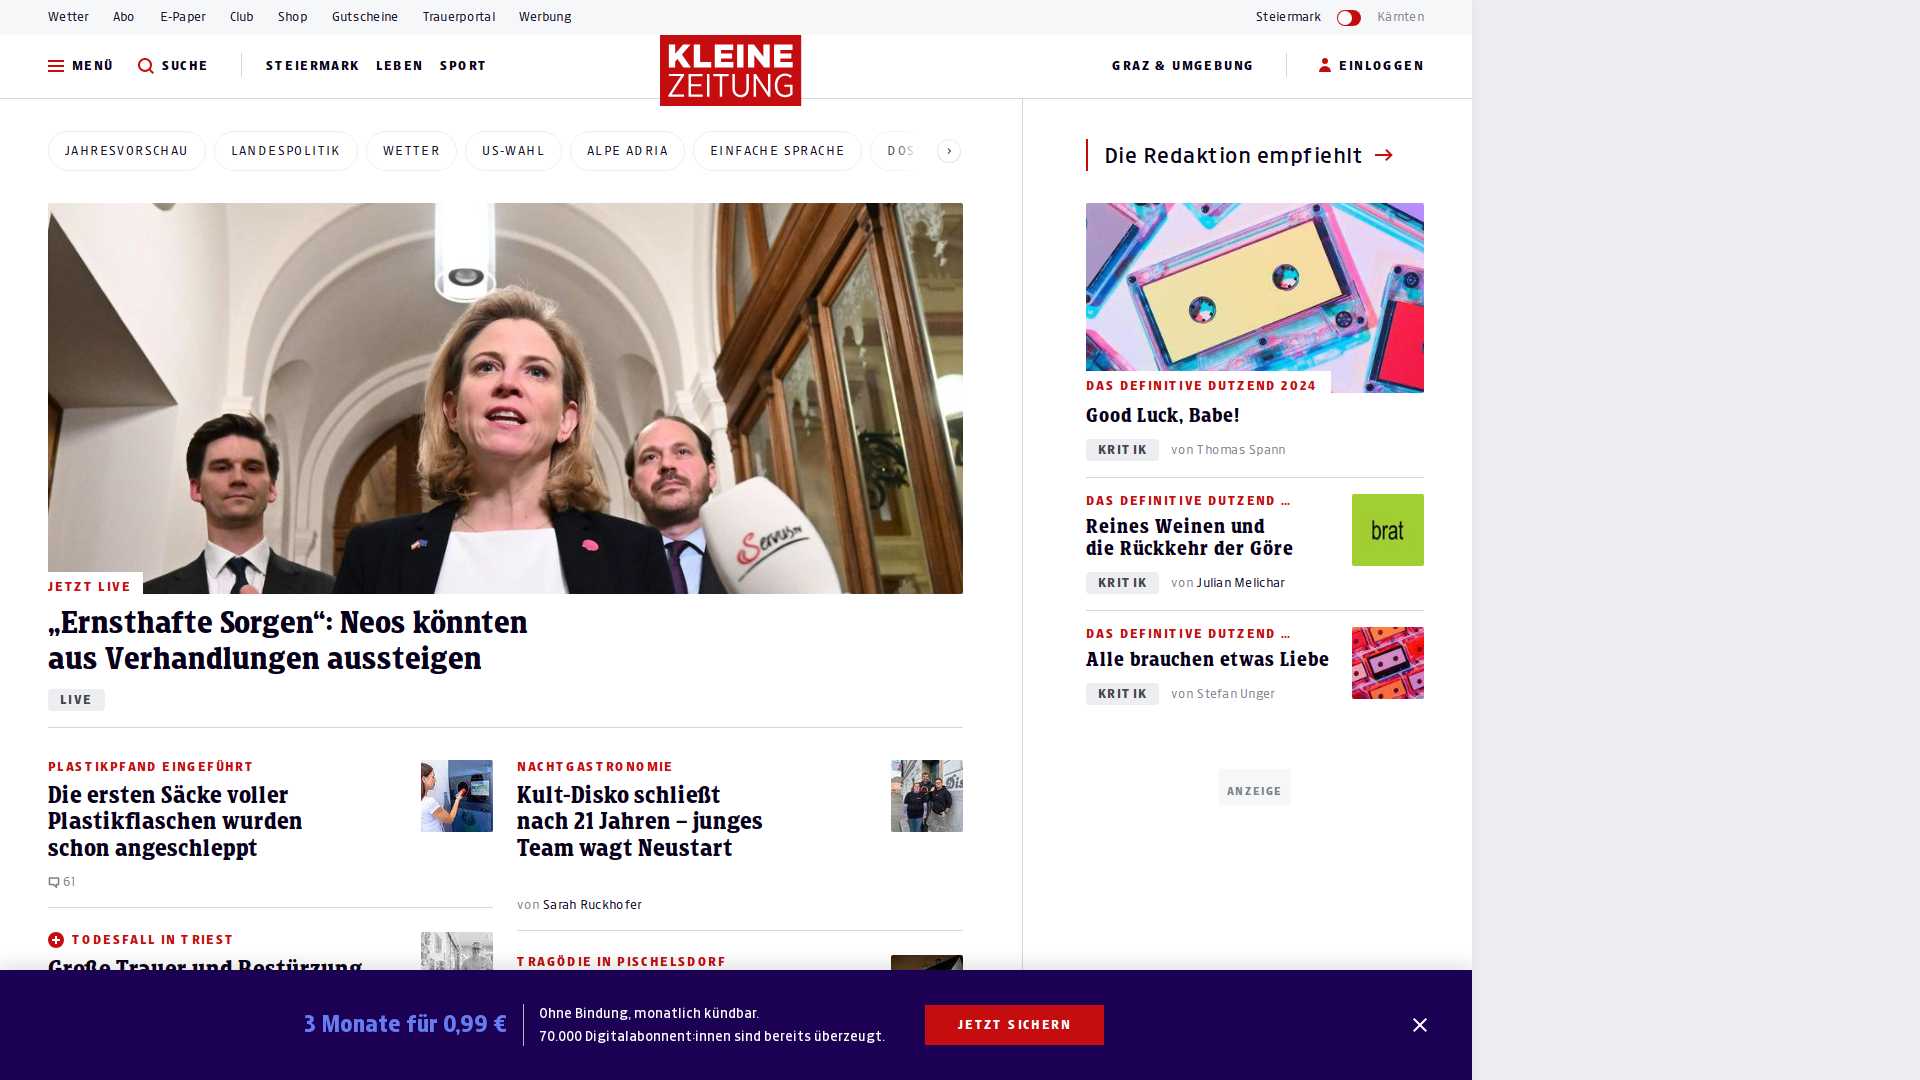 Wetter Abo E-Paper Club Shop Gutscheine Trauerportal Werbung Steiermark Kärnten
MENÜ SUCHE STEIERMARK LEBEN SPORT KLEINE ZEITUNG GRAZ & UMGEBUNG EINLOGGEN
JAHRESVORSCHAU LANDESPOLITIK WETTER US-WAHL ALPE ADRIA EINFACHE SPRACHE DOS
Servus
JETZT LIVE
„Ernsthafte Sorgen“: Neos könnten
aus Verhandlungen aussteigen
LIVE
PLASTIKPFAND EINGEFÜHRT
Die ersten Säcke voller
Plastikflaschen wurden
schon angeschleppt
61
TODESFALL IN TRIEST
Große Trauer und Bestürzung
NACHTGASTRONOMIE
Kult-Disko schließt
nach 21 Jahren – junges
Team wagt Neustart
von Sarah Ruckhofer
TRAGÖDIE IN PISCHELSDORF
Die Redaktion empfiehlt
DAS DEFINITIVE DUTZEND 2024
Good Luck, Babe!
KRITIK von Thomas Spann
DAS DEFINITIVE DUTZEND …
Reines Weinen und
die Rückkehr der Göre
KRITIK von Julian Melichar
brat
DAS DEFINITIVE DUTZEND …
Alle brauchen etwas Liebe
KRITIK von Stefan Unger
ANZEIGE
3 Monate für 0,99 €
Ohne Bindung, monatlich kündbar.
70.000 Digitalabonnent:innen sind bereits überzeugt.
JETZT SICHERN